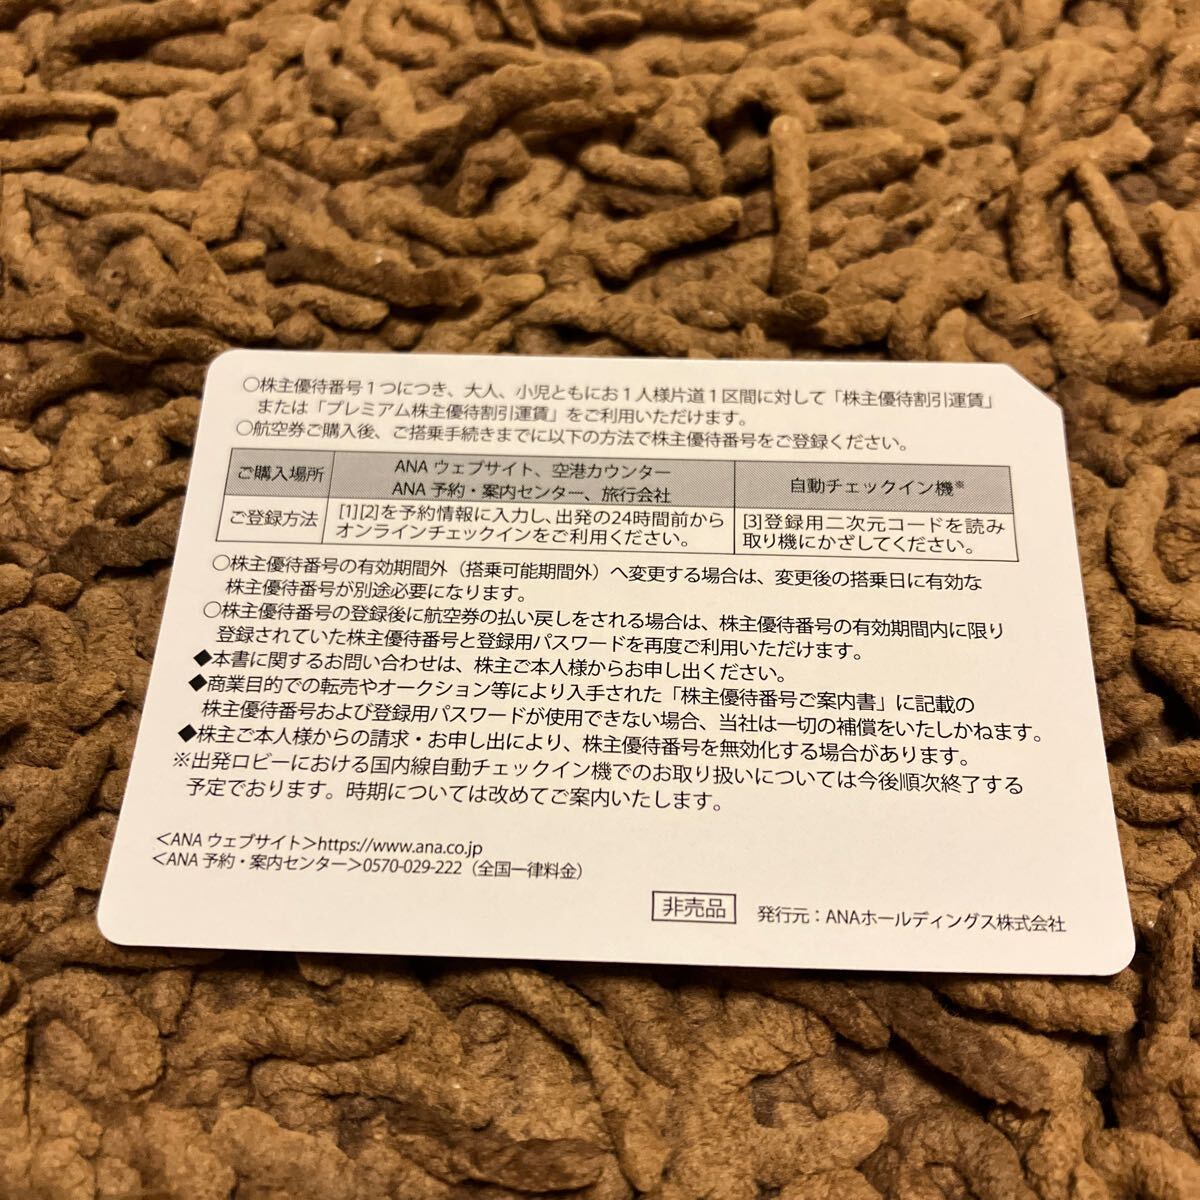 ○株主優待番号1つにつき、大人、小児ともにお1人様片道1区間に対して「株主優待割引運賃」
または「プレミアム株主優待割引運賃」をご利用いただけます。
○航空券ご購入後、ご搭乗手続きまでに以下の方法で株主優待番号をご登録ください。
ご購入場所
ANA ウェブサイト、空港カウンター
ANA 予約・案内センター、旅行会社
自動チェックイン機※
ご登録方法
[1][2]を予約情報に入力し、出発の24時間前から
オンラインチェックインをご利用ください。
[3]登録用二次元コードを読み
取り機にかざしてください。
○株主優待番号の有効期間外（搭乗可能期間外）へ変更する場合は、変更後の搭乗日に有効な
株主優待番号が別途必要になります。
○株主優待番号の登録後に航空券の払い戻しをされる場合は、株主優待番号の有効期間内に限り
登録されていた株主優待番号と登録用パスワードを再度ご利用いただけます。
◆本書に関するお問い合わせは、株主ご本人様からお申し出ください。
◆商業目的での転売やオークション等により入手された「株主優待番号ご案内書」に記載の
株主優待番号および登録用パスワードが使用できない場合、当社は一切の補償をいたしかねます。
◆株主ご本人様からの請求・お申し出により、株主優待番号を無効化する場合があります。
※出発ロビーにおける国内線自動チェックイン機でのお取り扱いについては今後順次終了する
予定でおります。時期については改めてご案内いたします。
＜ANA ウェブサイト＞https://www.ana.co.jp
＜ANA 予約・案内センター＞0570-029-222（全国一律料金）
非売品
発行元：ANAホールディングス株式会社